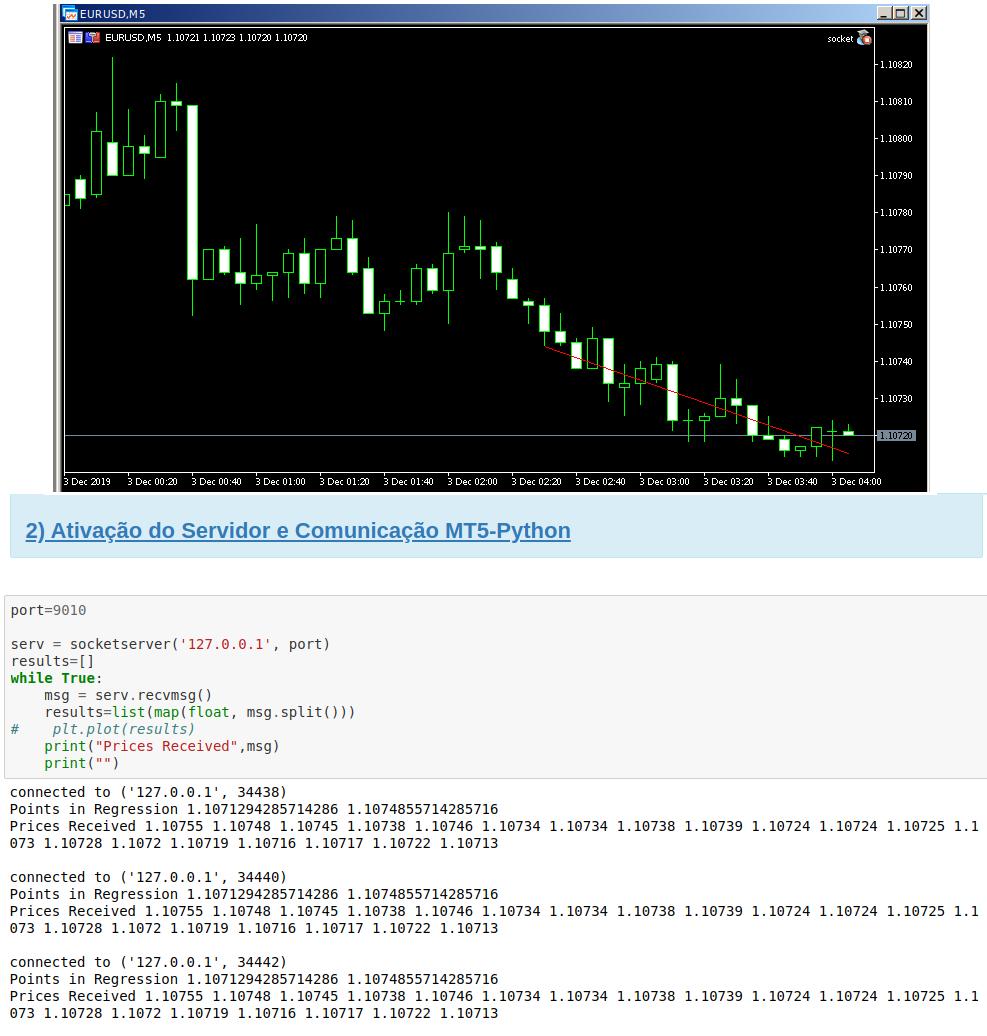 EURUSD,M5
EURUSD,M5 1.10721 1.10723 1.10720 1.10720
socket
1.10820
1.10810
1.10800
1.10790
1.10780
1.10770
1.10760
1.10750
1.10740
1.10730
1.10720
3 Dec 2019 3 Dec 00:20 3 Dec 00:40 3 Dec 01:00 3 Dec 01:20 3 Dec 01:40 3 Dec 02:00 3 Dec 02:20 3 Dec 02:40 3 Dec 03:00 3 Dec 03:20 3 Dec 03:40 3 Dec 04:00
2) Ativação do Servidor e Comunicação MT5-Python
port=9010
serv = socketserver('127.0.0.1', port)
results=[]
while True:
    msg = serv.recvmsg()
    results=list(map(float, msg.split()))
#    plt.plot(results)
    print("Prices Received",msg)
    print("")
connected to ('127.0.0.1', 34438)
Points in Regression 1.1071294285714286 1.1074855714285716
Prices Received 1.10755 1.10748 1.10745 1.10738 1.10746 1.10734 1.10734 1.10738 1.10739 1.10724 1.10724 1.10725 1.1
073 1.10728 1.1072 1.10719 1.10716 1.10717 1.10722 1.10713
connected to ('127.0.0.1', 34440)
Points in Regression 1.1071294285714286 1.1074855714285716
Prices Received 1.10755 1.10748 1.10745 1.10738 1.10746 1.10734 1.10734 1.10738 1.10739 1.10724 1.10724 1.10725 1.1
073 1.10728 1.1072 1.10719 1.10716 1.10717 1.10722 1.10713
connected to ('127.0.0.1', 34442)
Points in Regression 1.1071294285714286 1.1074855714285716
Prices Received 1.10755 1.10748 1.10745 1.10738 1.10746 1.10734 1.10734 1.10738 1.10739 1.10724 1.10724 1.10725 1.1
073 1.10728 1.1072 1.10719 1.10716 1.10717 1.10722 1.10713